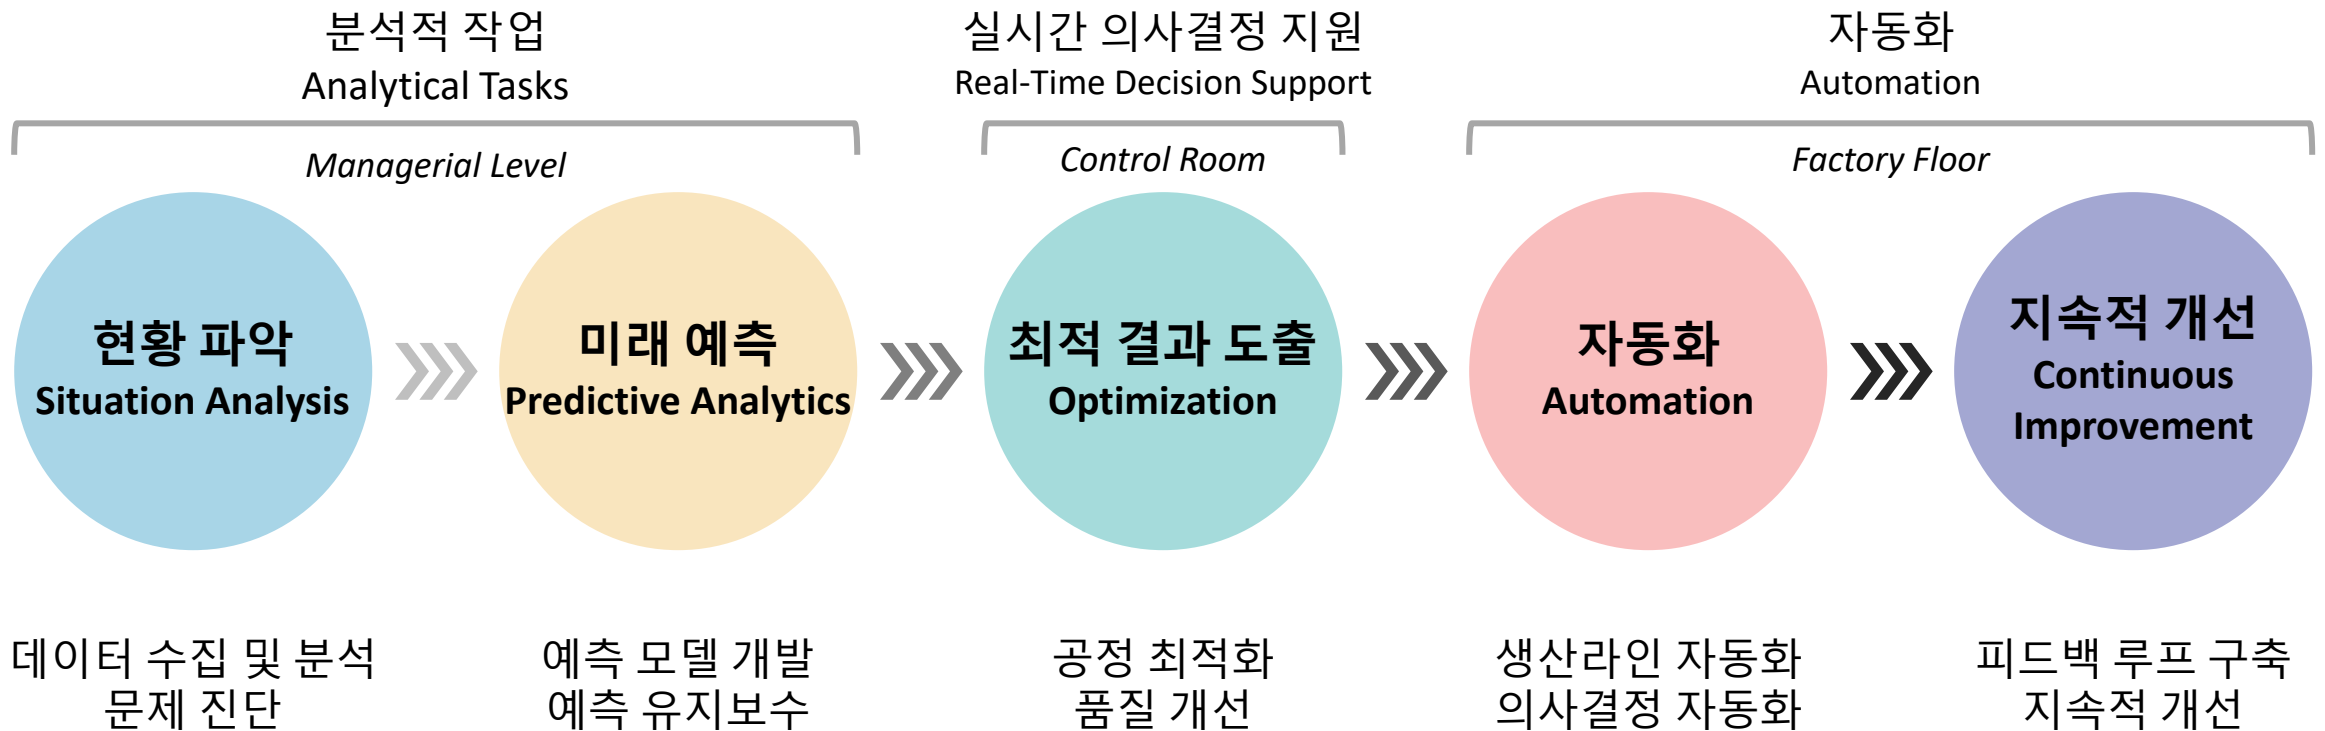 분석적 작업
Analytical Tasks
실시간 의사결정 지원
Real-Time Decision Support
자동화
Automation
Managerial Level
Control Room
Factory Floor
현황 파악
Situation Analysis
미래 예측
Predictive Analytics
최적 결과 도출
Optimization
자동화
Automation
지속적 개선
Continuous
Improvement
데이터 수집 및 분석
문제 진단
예측 모델 개발
예측 유지보수
공정 최적화
품질 개선
생산라인 자동화
의사결정 자동화
피드백 루프 구축
지속적 개선